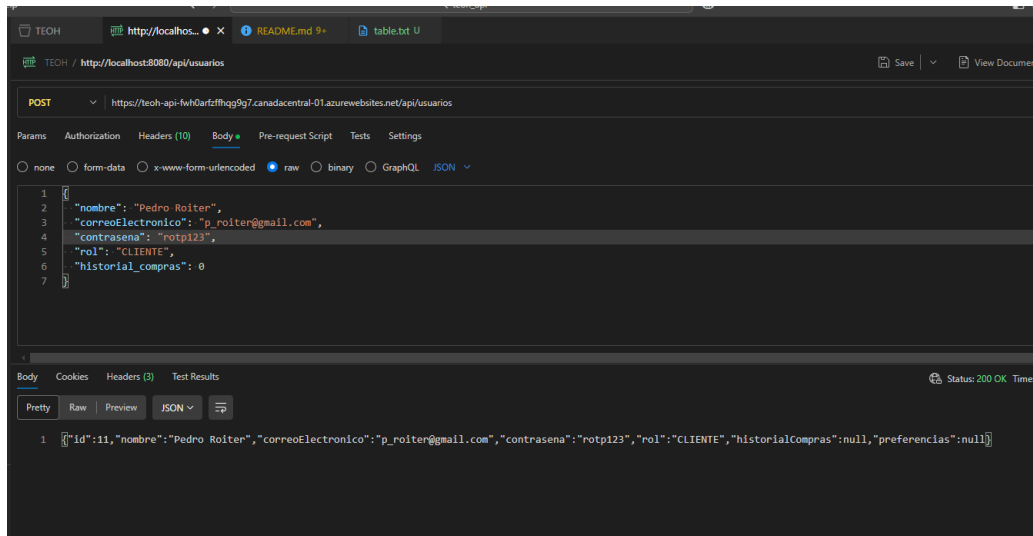 TEOH
HTTP http://localhos...
README.md 9+
table.txt U
HTTP TEOH / http://localhost:8080/api/usuarios
Save
View Documen
POST
https://teoh-api-fwh0arfzffhqg9g7.canadacentral-01.azurewebsites.net/api/usuarios
Params Authorization Headers (10) Body Pre-request Script Tests Settings
none form-data x-www-form-urlencoded raw binary GraphQL JSON
1 {
2 "nombre": "Pedro Roiter",
3 "correoElectronico": "p_roiter@gmail.com",
4 "contrasena": "rotp123",
5 "rol": "CLIENTE",
6 "historial_compras": 0
7 }
Body Cookies Headers (3) Test Results
Status: 200 OK Time
Pretty Raw Preview JSON
1 {"id":11,"nombre":"Pedro Roiter","correoElectronico":"p_roiter@gmail.com","contrasena":"rotp123","rol":"CLIENTE","historialCompras":null,"preferencias":null}